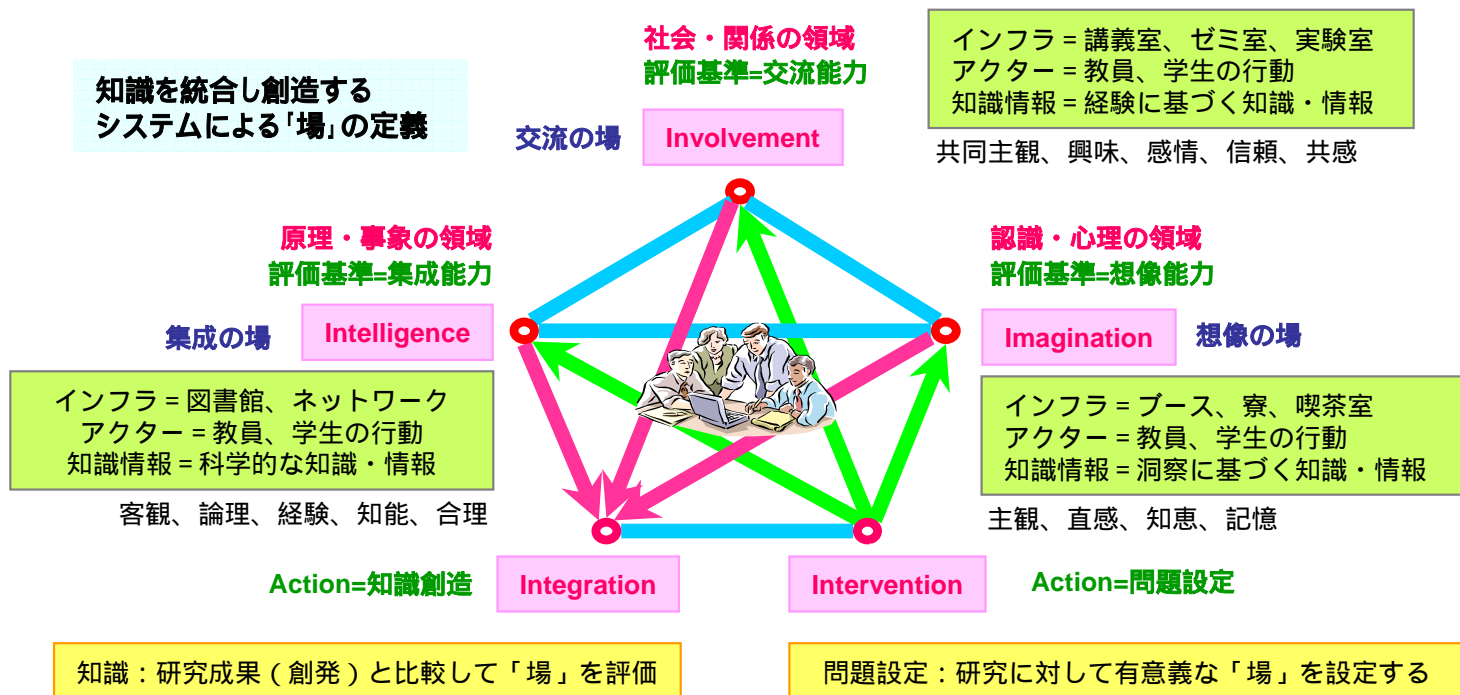 知識を統合し創造する
システムによる「場」の定義
社会・関係の領域
評価基準=交流能力
交流の場
Involvement
インフラ = 講義室、ゼミ室、実験室
アクター = 教員、学生の行動
知識情報 = 経験に基づく知識・情報
共同主観、興味、感情、信頼、共感
原理・事象の領域
評価基準=集成能力
集成の場
Intelligence
インフラ = 図書館、ネットワーク
アクター = 教員、学生の行動
知識情報 = 科学的な知識・情報
客観、論理、経験、知能、合理
認識・心理の領域
評価基準=想像能力
Imagination
想像の場
インフラ = ブース、寮、喫茶室
アクター = 教員、学生の行動
知識情報 = 洞察に基づく知識・情報
主観、直感、知恵、記憶
Action=知識創造
Integration
Intervention
Action=問題設定
知識：研究成果（創発）と比較して「場」を評価
問題設定：研究に対して有意義な「場」を設定する